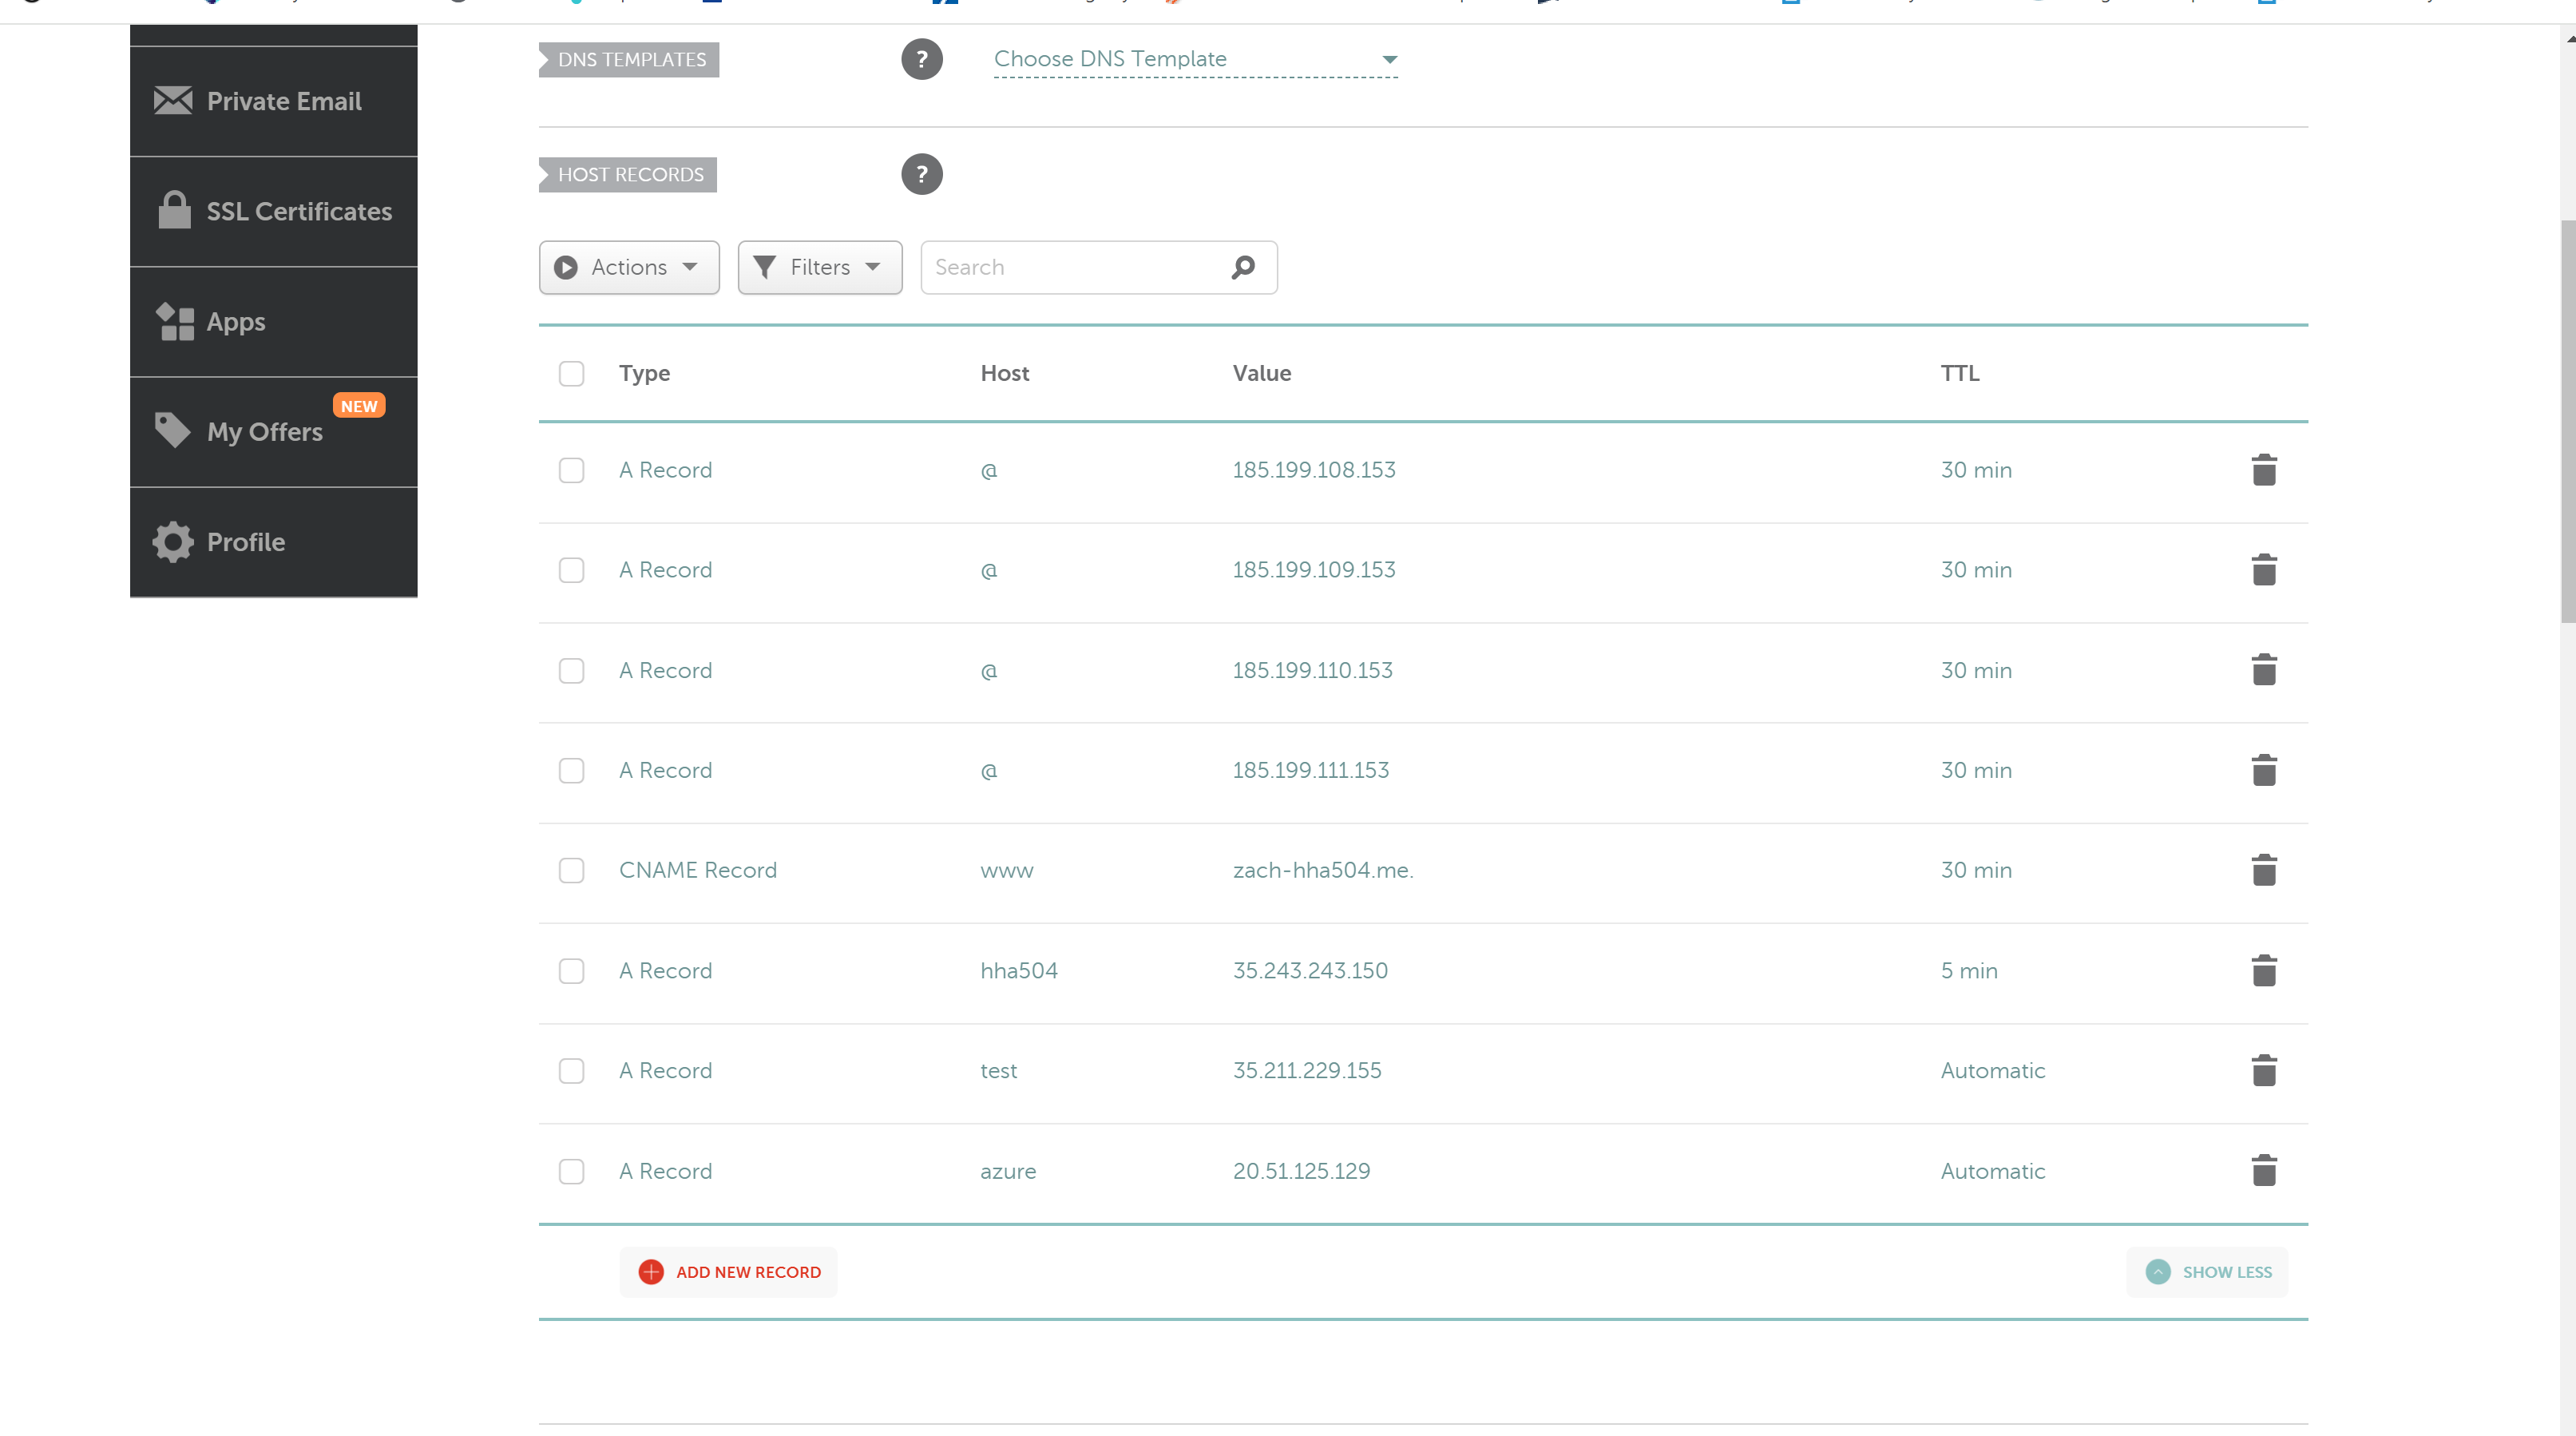 DNS TEMPLATES ? Choose DNS Template
Private Email
HOST RECORDS ?
SSL Certificates
Actions Filters Search
Apps
Type Host Value TTL
NEW
My Offers
A Record @ 185.199.108.153 30 min
Profile
A Record @ 185.199.109.153 30 min
A Record @ 185.199.110.153 30 min
A Record @ 185.199.111.153 30 min
CNAME Record www zach-hha504.me. 30 min
A Record hha504 35.243.243.150 5 min
A Record test 35.211.229.155 Automatic
A Record azure 20.51.125.129 Automatic
ADD NEW RECORD SHOW LESS